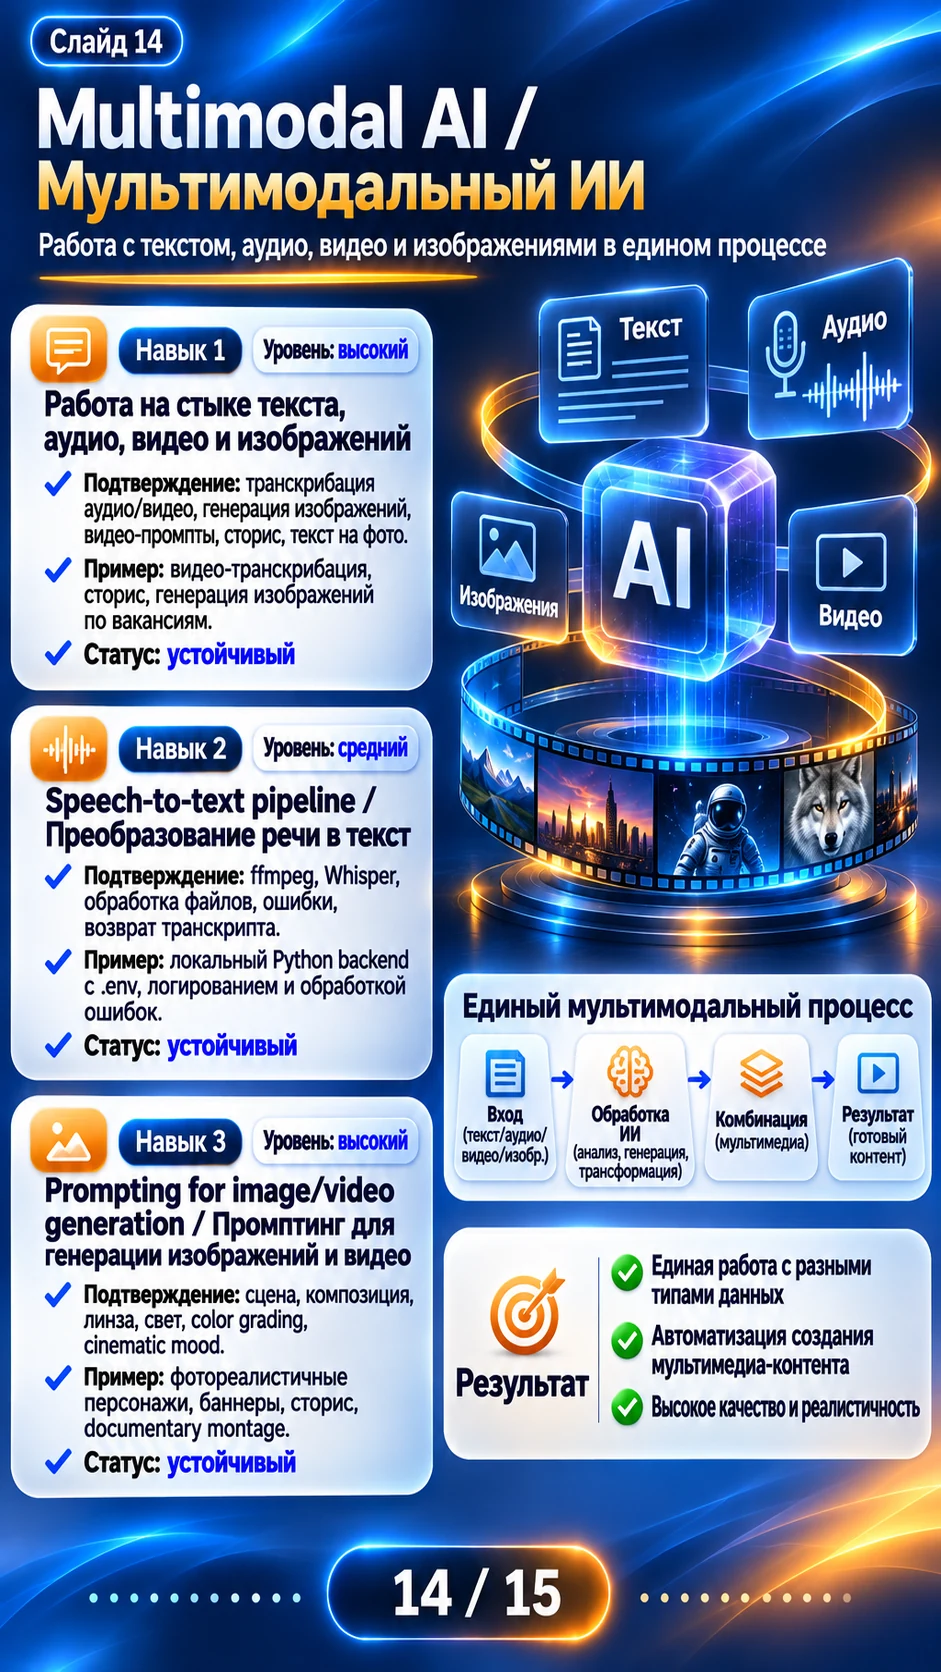 Слайд 14
Multimodal AI /
Мультимодальный ИИ
Работа с текстом, аудио, видео и изображениями в едином процессе
Навык 1
Уровень: высокий
Работа на стыке текста,
аудио, видео и изображений
Подтверждение: транскрибация
аудио/видео, генерация изображений,
видео-промпты, сторис, текст на фото.
Пример: видео-транскрибация,
сторис, генерация изображений
по вакансиям.
Статус: устойчивый
Навык 2
Уровень: средний
Speech-to-text pipeline /
Преобразование речи в текст
Подтверждение: ffmpeg, Whisper,
обработка файлов, ошибки,
возврат транскрипта.
Пример: локальный Python backend
с .env, логированием и обработкой
ошибок.
Статус: устойчивый
Навык 3
Уровень: высокий
Prompting for image/video
generation / Промптинг для
генерации изображений и видео
Подтверждение: сцена, композиция,
линза, свет, color grading,
cinematic mood.
Пример: фотореалистичные
персонажи, баннеры, сторис,
documentary montage.
Статус: устойчивый
Текст
Аудио
AI
Изображения
Видео
Единый мультимодальный процесс
Вход
(текст/аудио/
видео/изобр.)
Обработка
ИИ
(анализ, генерация,
трансформация)
Комбинация
(мультимедиа)
Результат
(готовый
контент)
Результат
Единая работа с разными
типами данных
Автоматизация создания
мультимедиа-контента
Высокое качество и реалистичность
14 / 15